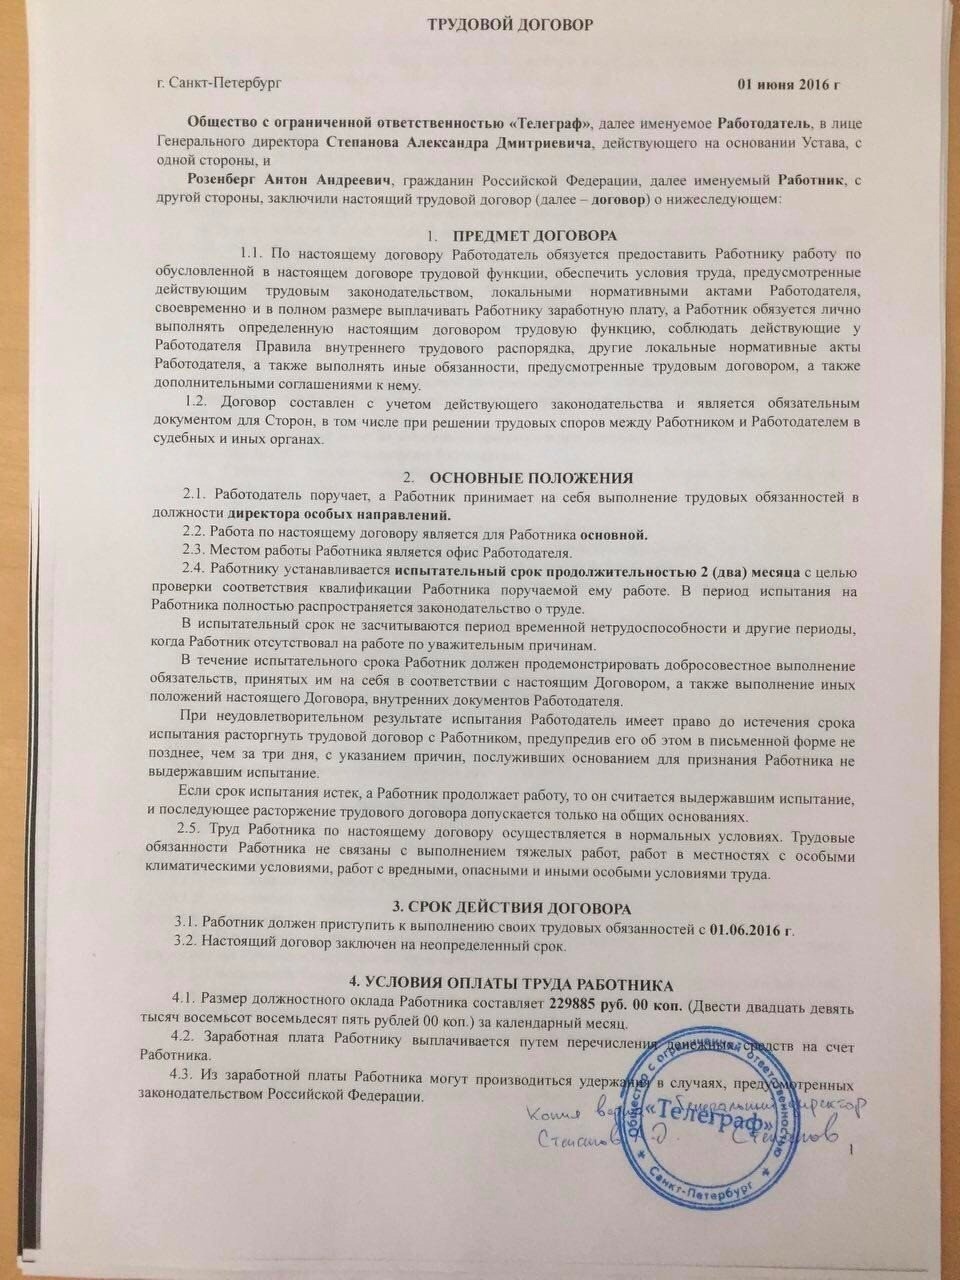 ТРУДОВОЙ ДОГОВОР
г. Санкт-Петербург
01 июня 2016 г
Общество с ограниченной ответственностью «Телеграф», далее именуемое Работодатель, в лице
Генерального директора Степанова Александра Дмитриевича, действующего на основании Устава, с
одной стороны, и
Розенберг Антон Андреевич, гражданин Российской Федерации, далее именуемый Работник, с
другой стороны, заключили настоящий трудовой договор (далее – договор) о нижеследующем:
1. ПРЕДМЕТ ДОГОВОРА
1.1. По настоящему договору Работодатель обязуется предоставить Работнику работу по
обусловленной в настоящем договоре трудовой функции, обеспечить условия труда, предусмотренные
действующим трудовым законодательством, локальными нормативными актами Работодателя,
своевременно и в полном размере выплачивать Работнику заработную плату, а Работник обязуется лично
выполнять определенную настоящим договором трудовую функцию, соблюдать действующие у
Работодателя Правила внутреннего трудового распорядка, другие локальные нормативные акты
Работодателя, а также выполнять иные обязанности, предусмотренные трудовым договором, а также
дополнительными соглашениями к нему.
1.2. Договор составлен с учетом действующего законодательства и является обязательным
документом для Сторон, в том числе при решении трудовых споров между Работником и Работодателем в
судебных и иных органах.
2. ОСНОВНЫЕ ПОЛОЖЕНИЯ
2.1. Работодатель поручает, а Работник принимает на себя выполнение трудовых обязанностей в
должности директора особых направлений.
2.2. Работа по настоящему договору является для Работника основной.
2.3. Местом работы Работника является офис Работодателя.
2.4. Работнику устанавливается испытательный срок продолжительностью 2 (два) месяца с целью
проверки соответствия квалификации Работника поручаемой ему работе. В период испытания на
Работника полностью распространяется законодательство о труде.
В испытательный срок не засчитываются период временной нетрудоспособности и другие периоды,
когда Работник отсутствовал на работе по уважительным причинам.
В течение испытательного срока Работник должен продемонстрировать добросовестное выполнение
обязательств, принятых им на себя в соответствии с настоящим Договором, а также выполнение иных
положений настоящего Договора, внутренних документов Работодателя.
При неудовлетворительном результате испытания Работодатель имеет право до истечения срока
испытания расторгнуть трудовой договор с Работником, предупредив его об этом в письменной форме не
позднее, чем за три дня, с указанием причин, послуживших основанием для признания Работника не
выдержавшим испытание.
Если срок испытания истек, а Работник продолжает работу, то он считается выдержавшим испытание,
и последующее расторжение трудового договора допускается только на общих основаниях.
2.5. Труд Работника по настоящему договору осуществляется в нормальных условиях. Трудовые
обязанности Работника не связаны с выполнением тяжелых работ, работ в местностях с особыми
климатическими условиями, работ с вредными, опасными и иными особыми условиями труда.
3. СРОК ДЕЙСТВИЯ ДОГОВОРА
3.1. Работник должен приступить к выполнению своих трудовых обязанностей с 01.06.2016 г.
3.2. Настоящий договор заключен на неопределенный срок.
4. УСЛОВИЯ ОПЛАТЫ ТРУДА РАБОТНИКА
4.1. Размер должностного оклада Работника составляет 229885 руб. 00 коп. (Двести двадцать девять
тысяч восемьсот восемьдесят пять рублей 00 коп.) за календарный месяц.
4.2. Заработная плата Работнику выплачивается путем перечисления денежных средств на счет
Работника.
4.3. Из заработной платы Работника могут производиться удержания в случаях, предусмотренных
законодательством Российской Федерации.
Копия верна Генеральный директор
Степанов А.Д. Степанов
Общество с ограниченной ответственностью
«Телеграф»
Санкт-Петербург
1